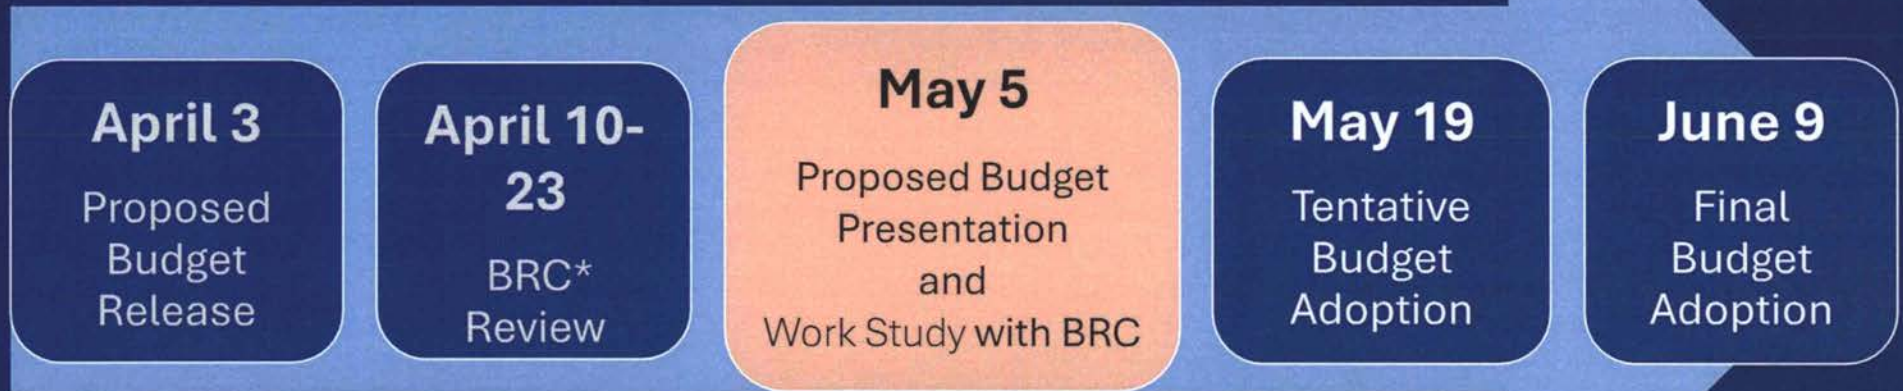 April 3
Proposed
Budget
Release
April 10-
23
BRC*
Review
May 5
Proposed Budget
Presentation
and
Work Study with BRC
May 19
Tentative
Budget
Adoption
June 9
Final
Budget
Adoption